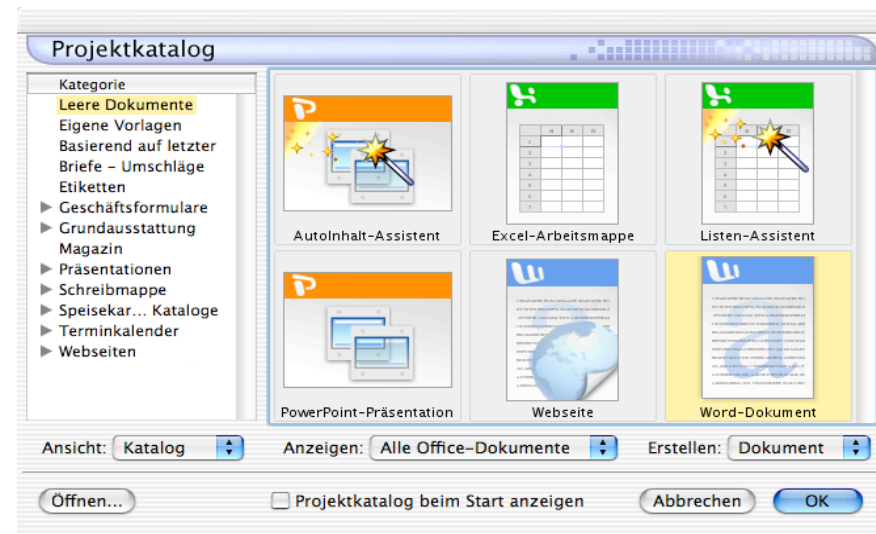 Projektkatalog
Kategorie
Leere Dokumente
Eigene Vorlagen
Basierend auf letzter
Briefe – Umschläge
Etiketten
Geschäftsformulare
Grundausstattung
Magazin
Präsentationen
Schreibmappe
Speisekar... Kataloge
Terminkalender
Webseiten
AutoInhalt-Assistent
Excel-Arbeitsmappe
Listen-Assistent
PowerPoint-Präsentation
Webseite
Word-Dokument
Ansicht: Katalog
Anzeigen: Alle Office-Dokumente
Erstellen: Dokument
Öffnen...
Projektkatalog beim Start anzeigen
Abbrechen
OK